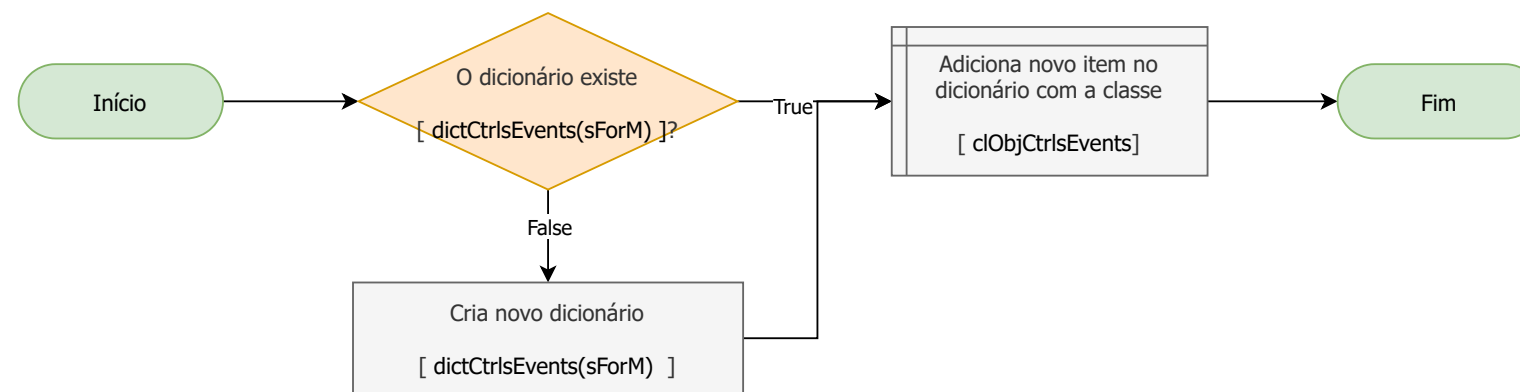 Início
O dicionário existe
[ dictCtrlsEvents(sForM) ]?
True
False
Cria novo dicionário
[ dictCtrlsEvents(sForM)  ]
Adiciona novo item no
dicionário com a classe
[ clObjCtrlsEvents]
Fim